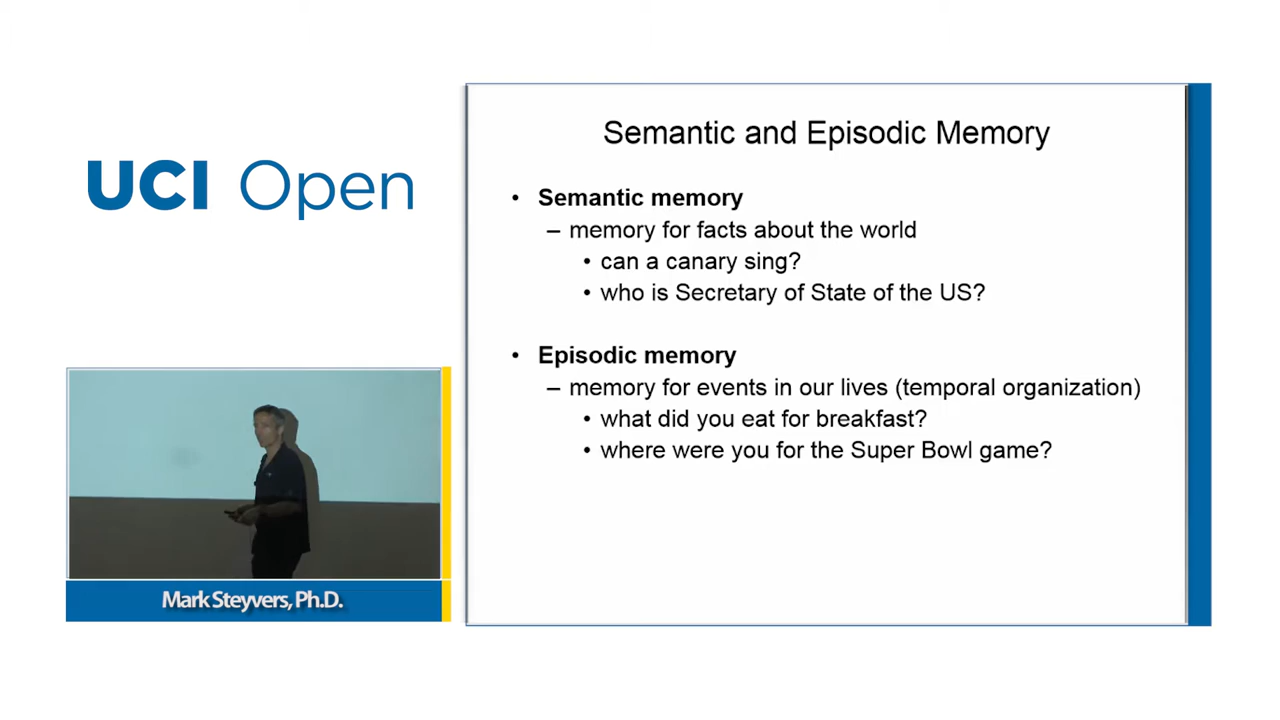 UCI Open
Semantic and Episodic Memory
• Semantic memory
– memory for facts about the world
• can a canary sing?
• who is Secretary of State of the US?
• Episodic memory
– memory for events in our lives (temporal organization)
• what did you eat for breakfast?
• where were you for the Super Bowl game?
Mark Steyvers, Ph.D.